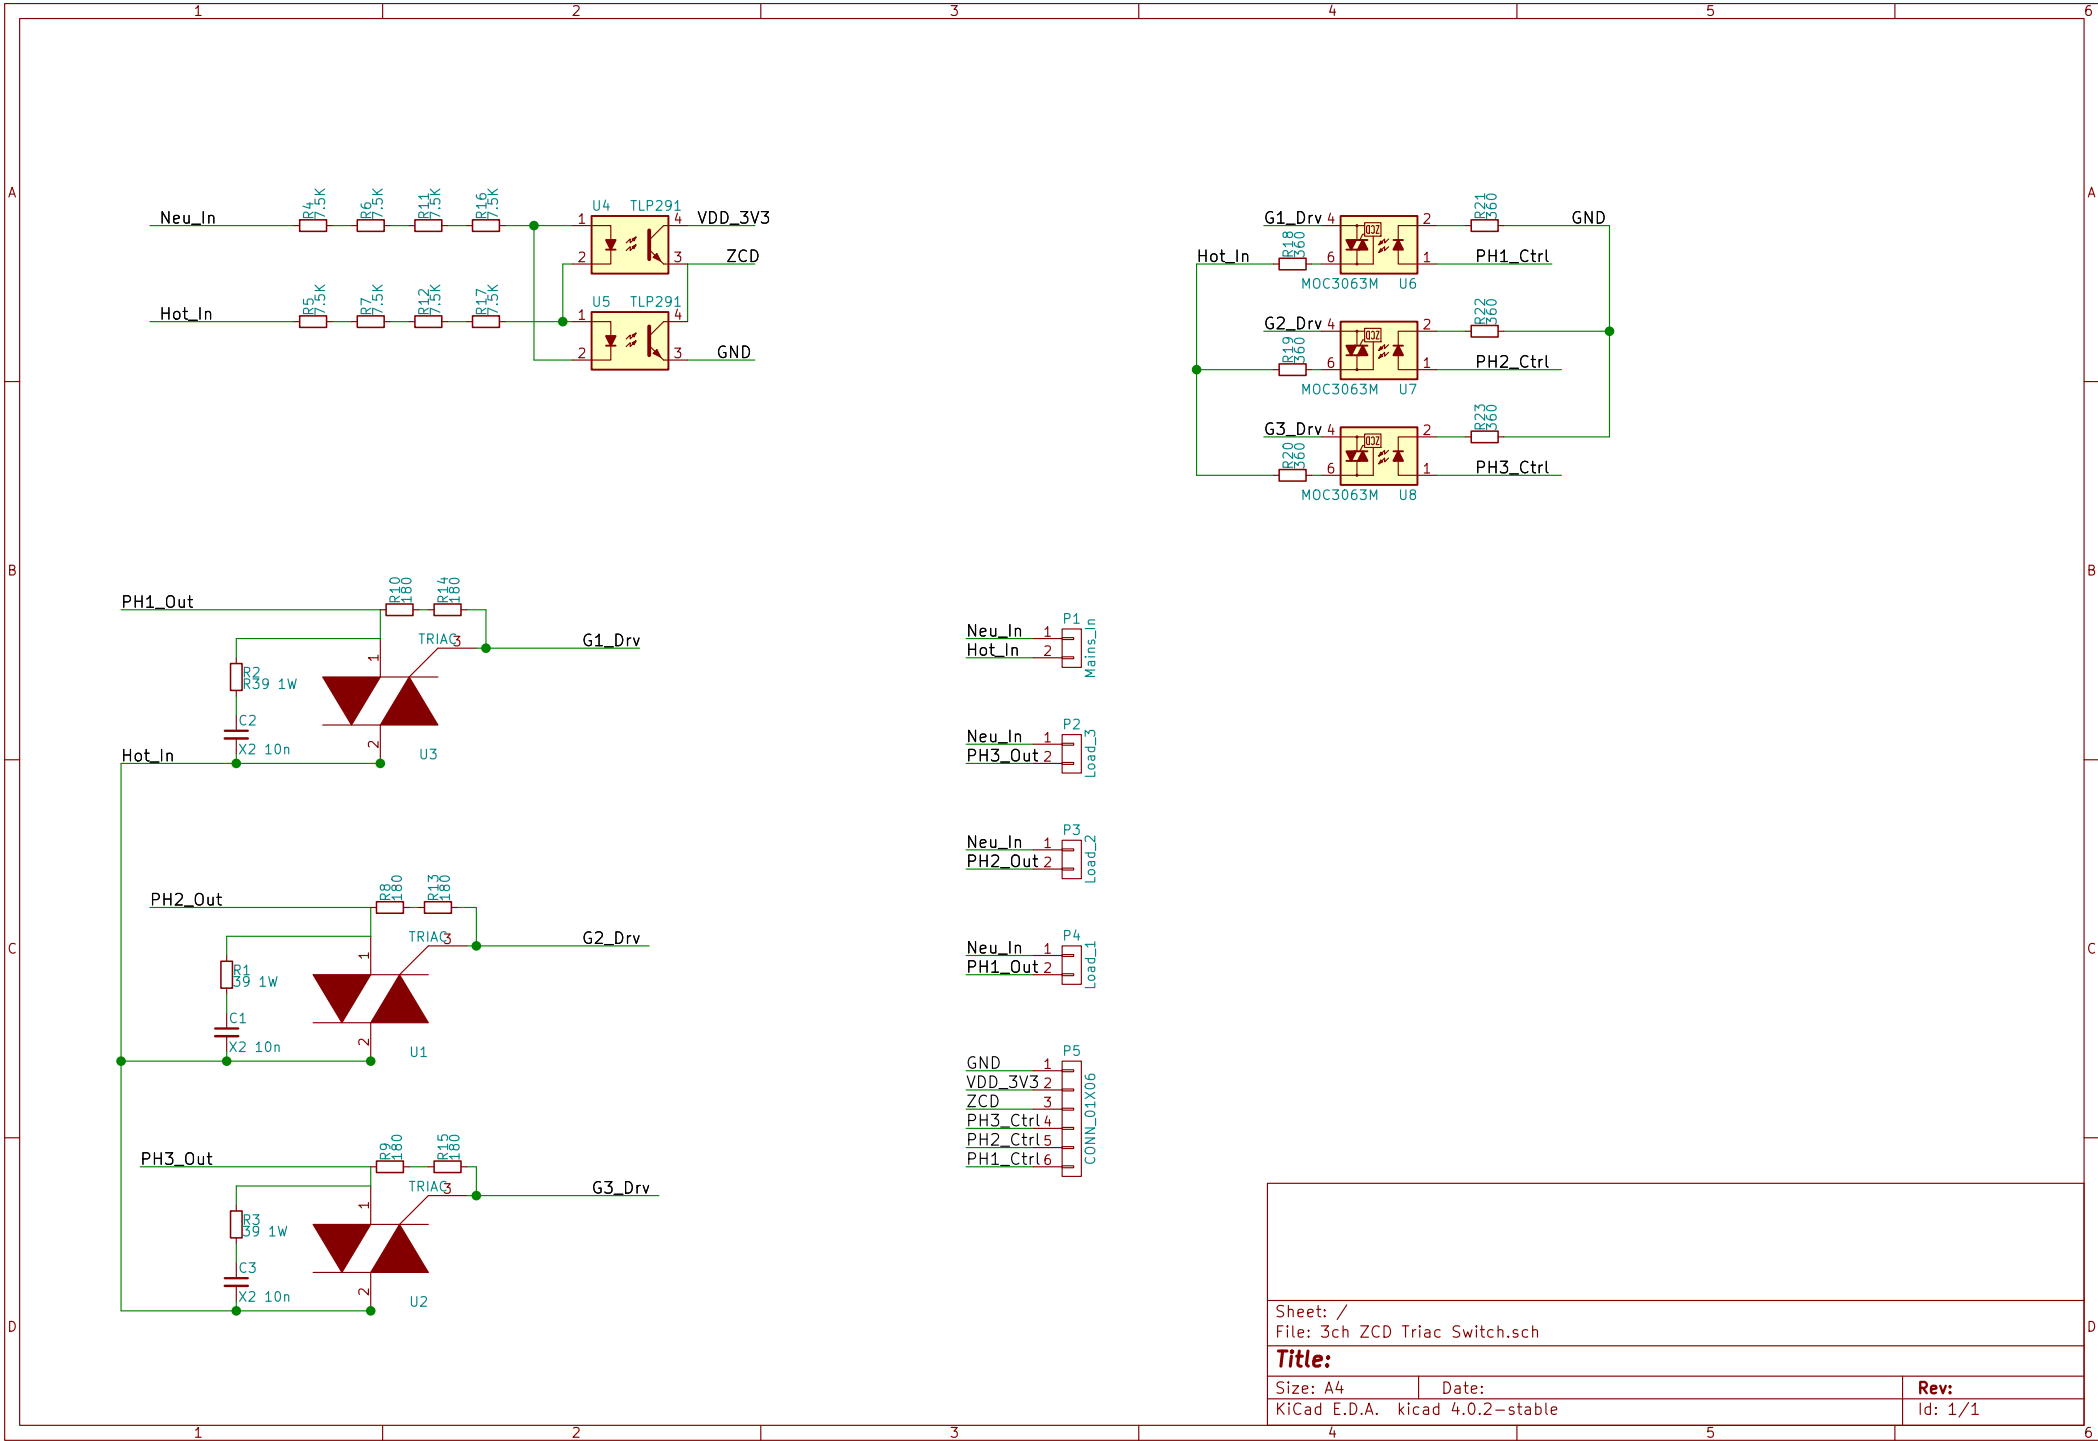 1 2 3 4 5 6
A A
B B
C C
D D
Neu_In
R4 7.5K
R6 7.5K
R11 7.5K
R16 7.5K
U4 TLP291
1 4 VDD_3V3
2 3 ZCD
Hot_In
R5 7.5K
R7 7.5K
R12 7.5K
R17 7.5K
U5 TLP291
1 4
2 3 GND
G1_Drv 4 ZCD 2 R21 360 GND
Hot_In R18 360 6 1 PH1_Ctrl
MOC3063M U6
G2_Drv 4 ZCD 2 R22 360
R19 360 6 1 PH2_Ctrl
MOC3063M U7
G3_Drv 4 ZCD 2 R23 360
R20 360 6 1 PH3_Ctrl
MOC3063M U8
PH1_Out
R10 180
R14 180
TRIAC 3 G1_Drv
1
R2
R39 1W
C2
X2 10n
2
U3
Hot_In
PH2_Out
R8 180
R13 180
TRIAC 3 G2_Drv
1
R1
39 1W
C1
X2 10n
2
U1
PH3_Out
R9 180
R15 180
TRIAC 3 G3_Drv
1
R3
39 1W
C3
X2 10n
2
U2
P1
Neu_In 1
Hot_In 2
Mains_In
P2
Neu_In 1
PH3_Out 2
Load_3
P3
Neu_In 1
PH2_Out 2
Load_2
P4
Neu_In 1
PH1_Out 2
Load_1
P5
GND 1
VDD_3V3 2
ZCD 3
PH3_Ctrl 4
PH2_Ctrl 5
PH1_Ctrl 6
CONN_01X06
Sheet: /
File: 3ch ZCD Triac Switch.sch
Title:
Size: A4 Date: Rev:
KiCad E.D.A. kicad 4.0.2-stable Id: 1/1
1 2 3 4 5 6